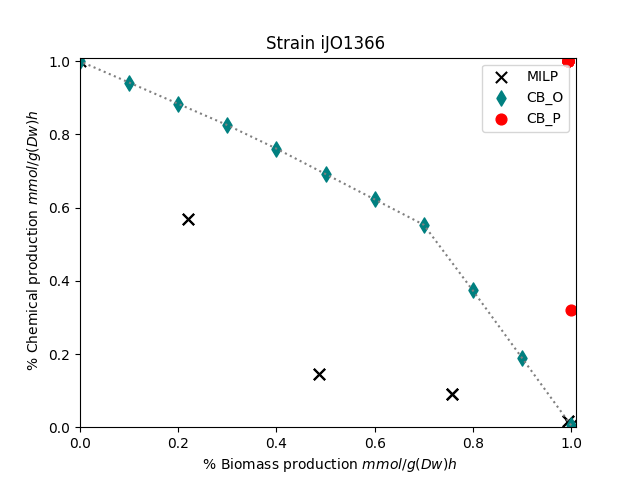 Strain iJO1366
1.0
0.8
0.6
0.4
0.2
0.0
% Chemical production mmol/g(Dw)h
MILP
CB_O
CB_P
0.0 0.2 0.4 0.6 0.8 1.0
% Biomass production mmol/g(Dw)h